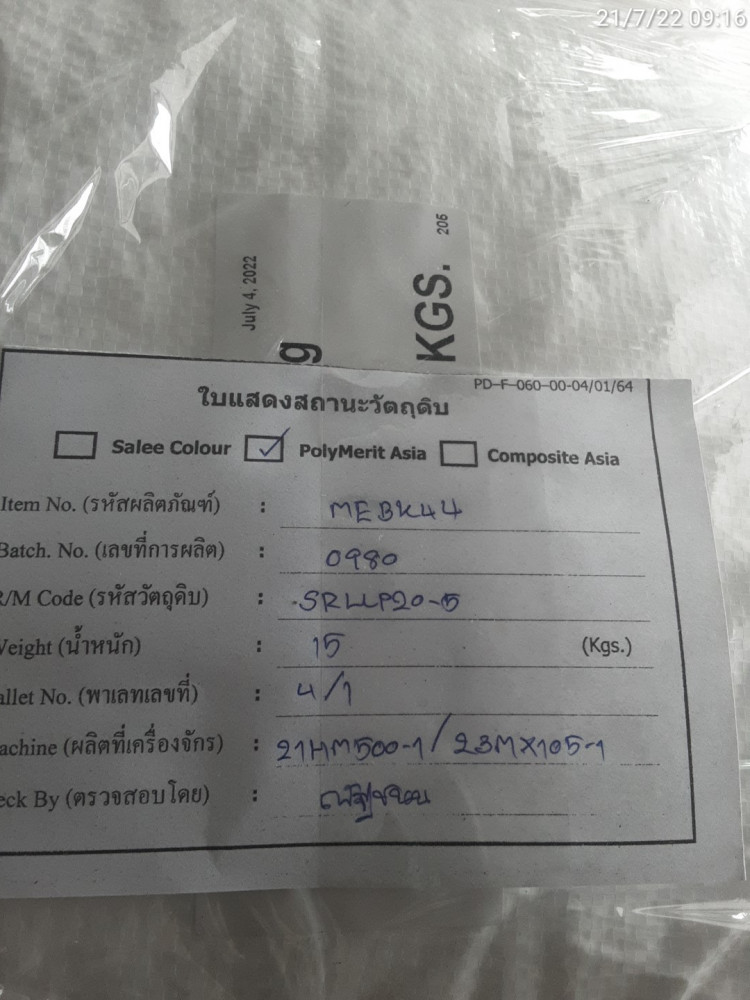 21/7/22 09:16
July 4, 2022
g
KGS.
206
PD-F-060-00-04/01/64
ใบแสดงสถานะวัตถุดิบ
Salee Colour PolyMerit Asia Composite Asia
Item No. (รหัสผลิตภัณฑ์) : MEBK44
Batch. No. (เลขที่การผลิต) : 0980
R/M Code (รหัสวัตถุดิบ) : SRLLP20-5
Weight (น้ำหนัก) : 15 (Kgs.)
allet No. (พาเลทเลขที่) : 4/1
achine (ผลิตที่เครื่องจักร) : 21HM500-1/23MX105-1
eck By (ตรวจสอบโดย) :